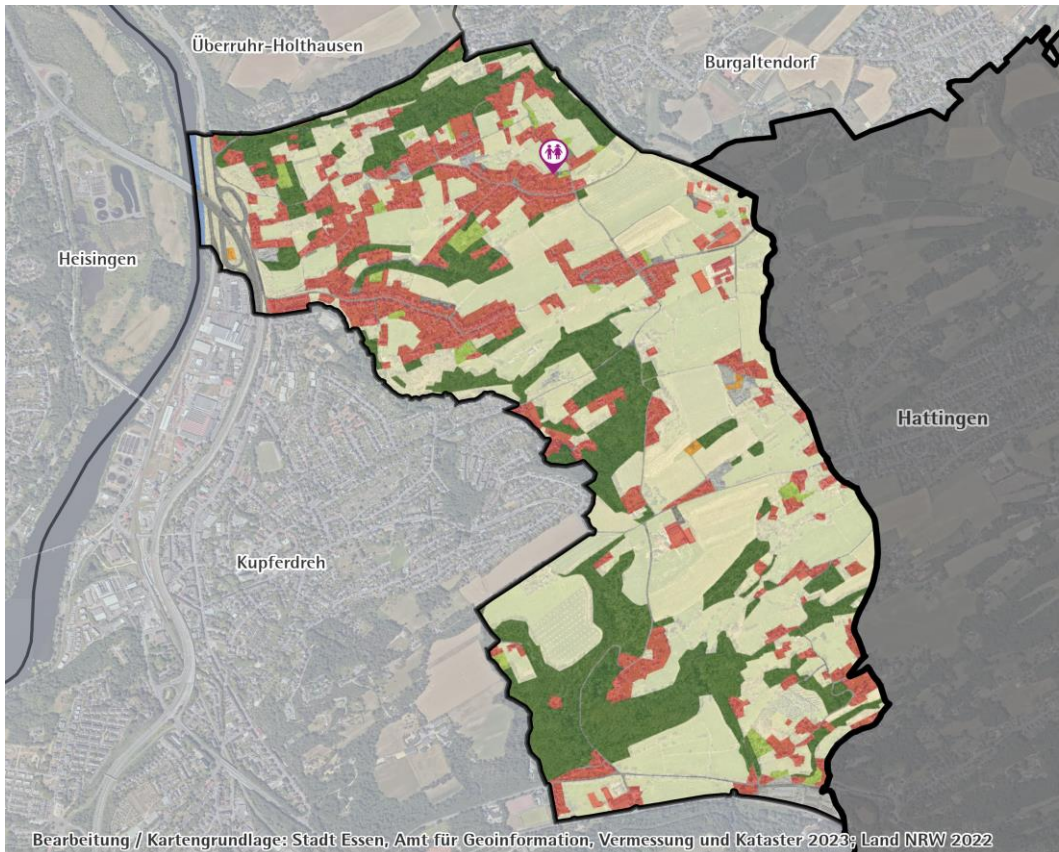 Überruhr-Holthausen
Burgaltendorf
Heisingen
Hattingen
Kupferdreh
Bearbeitung / Kartengrundlage: Stadt Essen, Amt für Geoinformation, Vermessung und Kataster 2023; Land NRW 2022